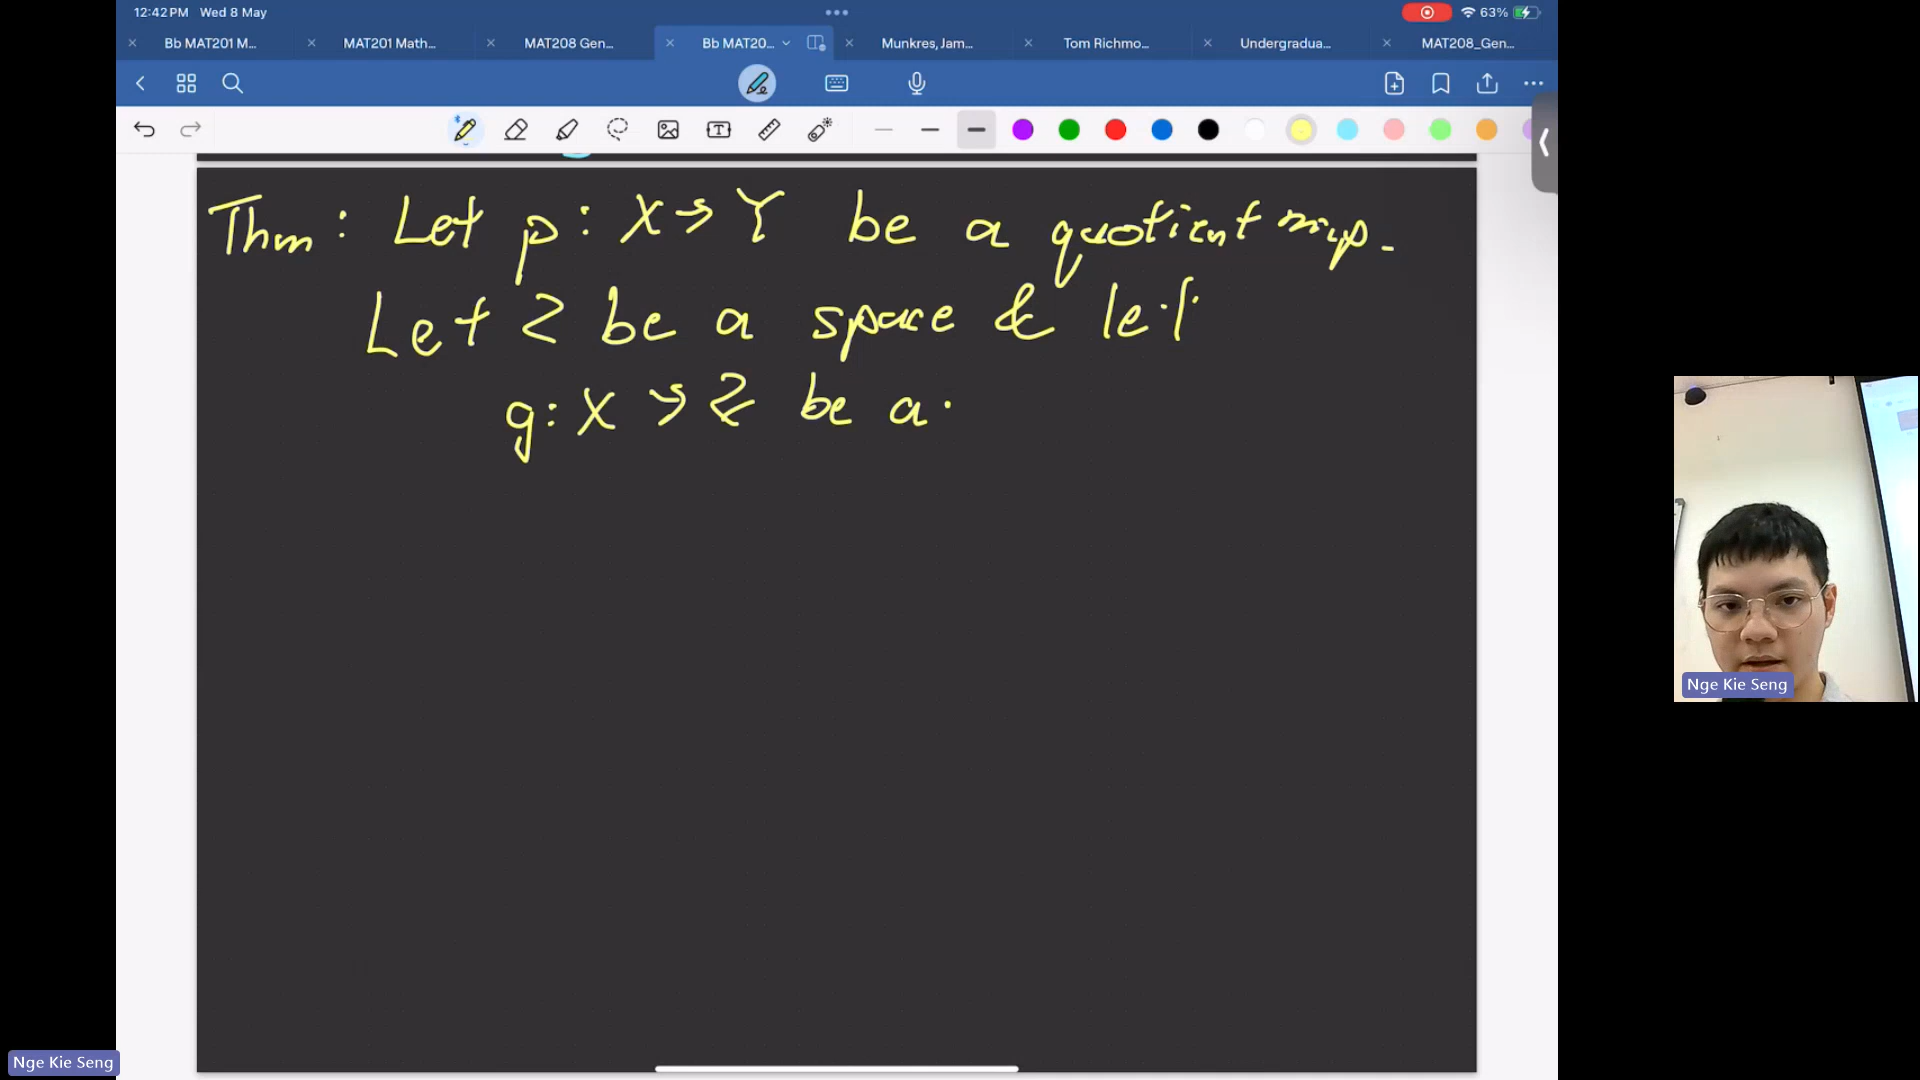 12:42 PM Wed 8 May
63%
Bb MAT201 M...
MAT201 Math...
MAT208 Gen...
Bb MAT20...
Munkres, Jam...
Tom Richmo...
Undergradua...
MAT208_Gen...
Thm: Let p: X → Y be a quotient map.
Let Z be a space & let
g: X → Z be a
Nge Kie Seng
Nge Kie Seng